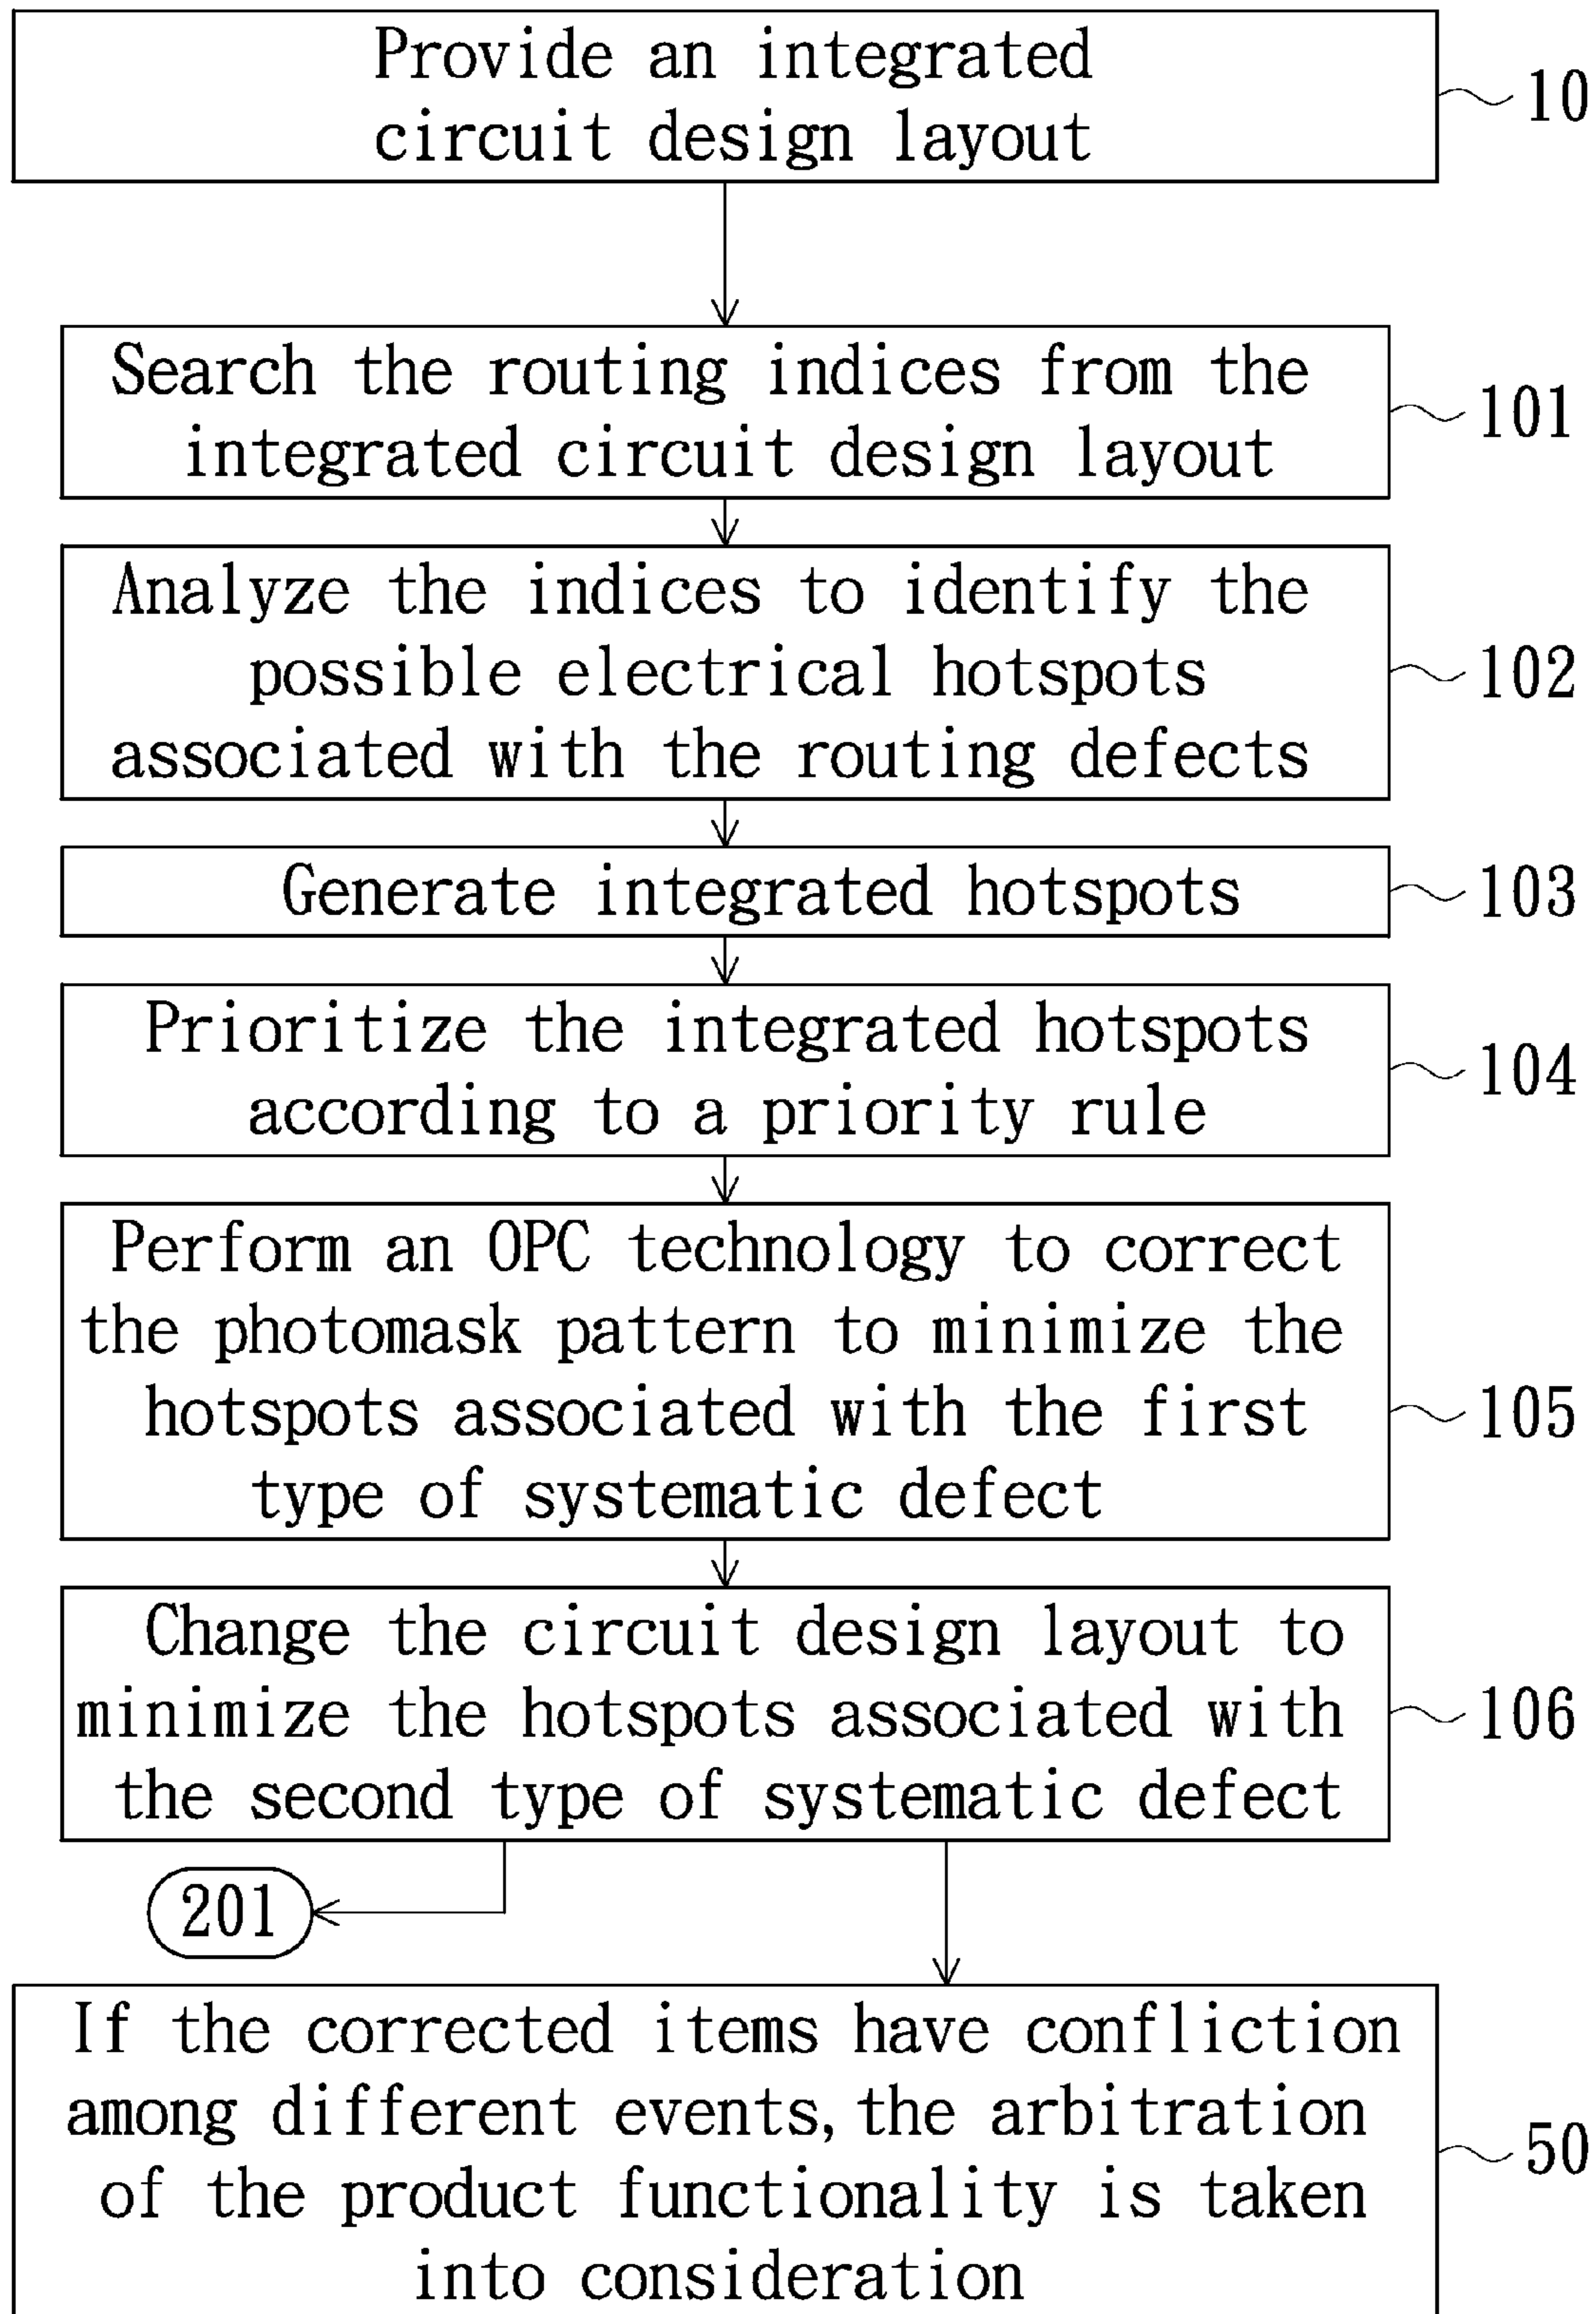 Provide an integrated
circuit design layout
10
Search the routing indices from the
integrated circuit design layout
101
Analyze the indices to identify the
possible electrical hotspots
associated with the routing defects
102
Generate integrated hotspots
103
Prioritize the integrated hotspots
according to a priority rule
104
Perform an OPC technology to correct
the photomask pattern to minimize the
hotspots associated with the first
type of systematic defect
105
Change the circuit design layout to
minimize the hotspots associated with
the second type of systematic defect
106
201
If the corrected items have confliction
among different events, the arbitration
of the product functionality is taken
into consideration
50